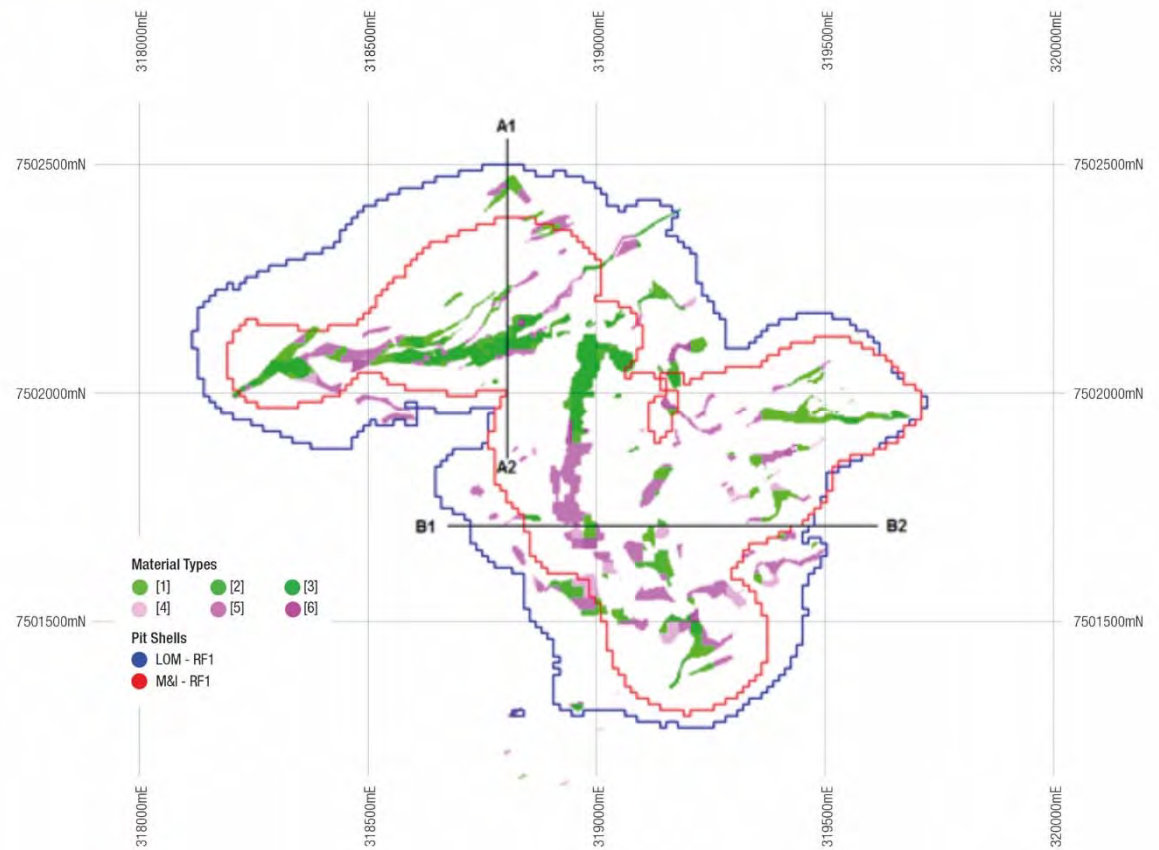 318000mE 318500mE 319000mE 319500mE 320000mE
A1
7502500mN 7502500mN
7502000mN 7502000mN
A2
B1 B2
Material Types
[1] [2] [3]
[4] [5] [6]
7501500mN 7501500mN
Pit Shells
LOM - RF1
M&I - RF1
318000mE 318500mE 319000mE 319500mE 320000mE